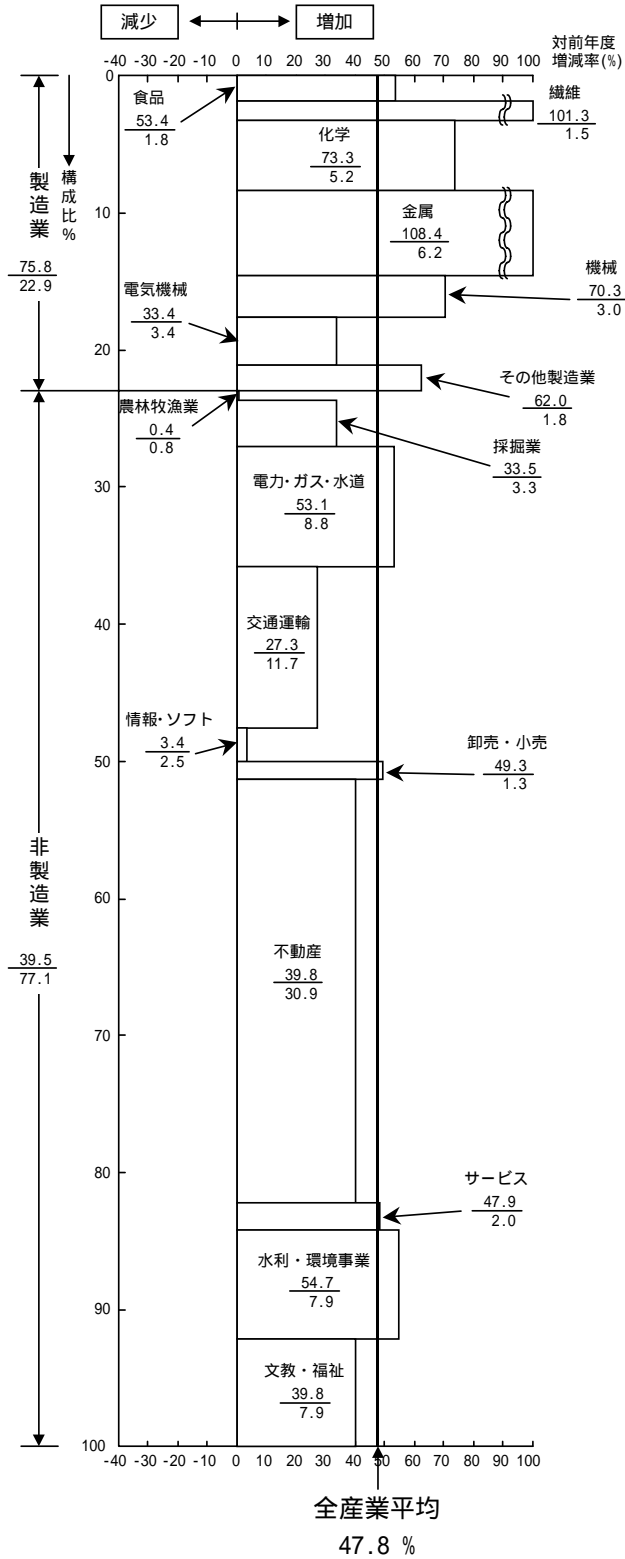 減少
増加
対前年度
増減率(%)
-40 -30 -20 -10 0 10 20 30 40 50 60 70 80 90 100
0
10
20
30
40
50
60
70
80
90
100
構成比%
製造業
75.8
22.9
食品
53.4
1.8
繊維
101.3
1.5
化学
73.3
5.2
金属
108.4
6.2
機械
70.3
3.0
電気機械
33.4
3.4
その他製造業
62.0
1.8
非製造業
39.5
77.1
農林牧漁業
0.4
0.8
採掘業
33.5
3.3
電力・ガス・水道
53.1
8.8
交通運輸
27.3
11.7
情報・ソフト
3.4
2.5
卸売・小売
49.3
1.3
不動産
39.8
30.9
サービス
47.9
2.0
水利・環境事業
54.7
7.9
文教・福祉
39.8
7.9
-40 -30 -20 -10 0 10 20 30 40 50 60 70 80 90 100
全産業平均
47.8 %